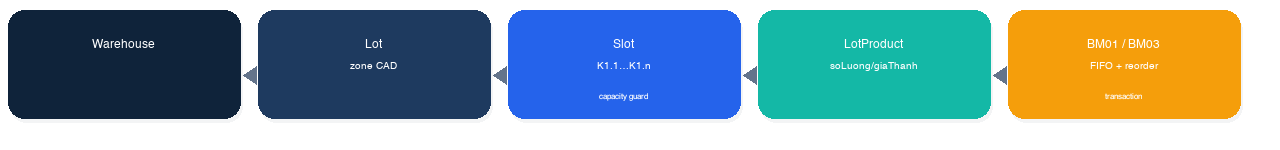 Warehouse
Lot
zone CAD
Slot
K1.1...K1.n
capacity guard
LotProduct
soLuong/giaThanh
BM01 / BM03
FIFO + reorder
transaction